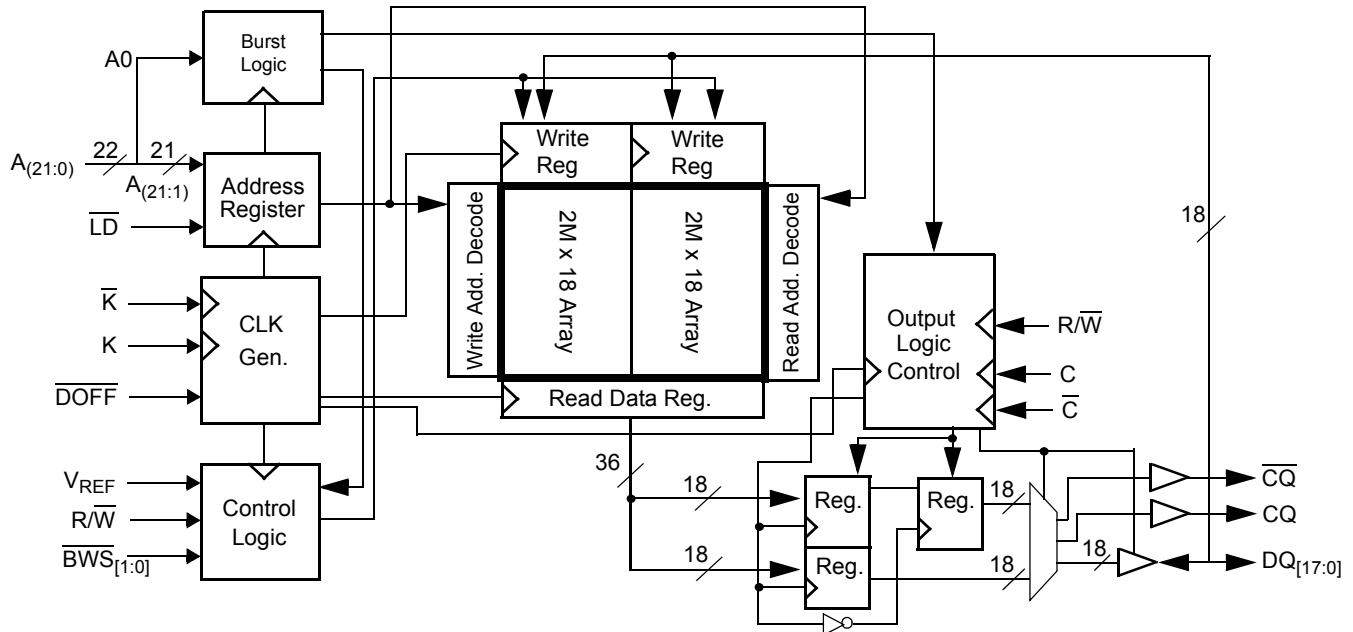 Burst
Logic
A0
22
21
A(21:0)
A(21:1)
Address
Register
LD
K
K
CLK
Gen.
DOFF
VREF
R/W
BWS[1:0]
Control
Logic
Write
Reg
Write
Reg
Write Add. Decode
2M x 18 Array
2M x 18 Array
Read Add. Decode
Read Data Reg.
18
Output
Logic
Control
R/W
C
C
36
18
Reg.
Reg.
18
18
Reg.
18
18
CQ
CQ
DQ[17:0]